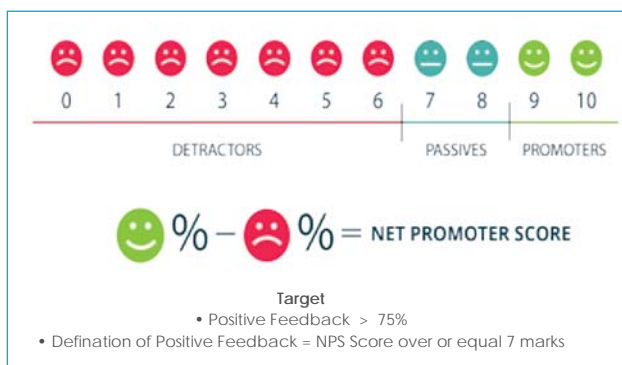 0 1 2 3 4 5 6 7 8 9 10
DETRACTORS PASSIVES PROMOTERS
% – % = NET PROMOTER SCORE
Target
• Positive Feedback > 75%
• Defination of Positive Feedback = NPS Score over or equal 7 marks